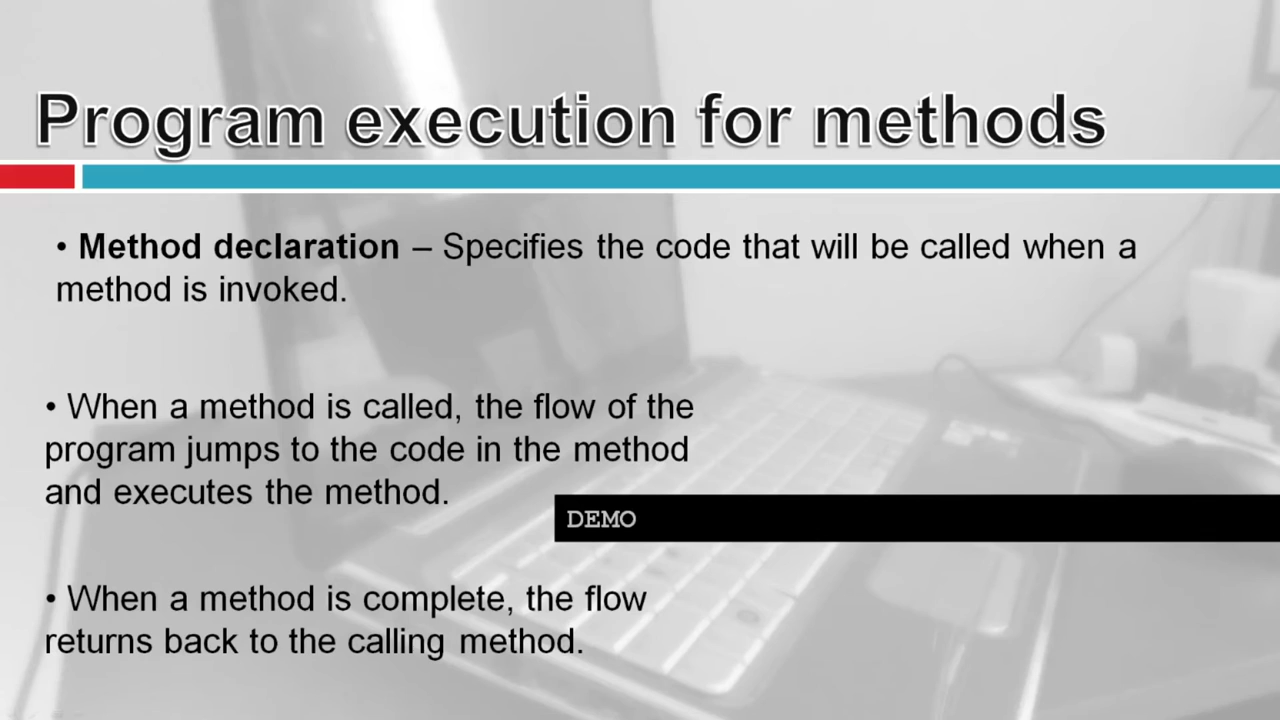 Program execution for methods
• Method declaration – Specifies the code that will be called when a
method is invoked.
• When a method is called, the flow of the
program jumps to the code in the method
and executes the method.
DEMO
• When a method is complete, the flow
returns back to the calling method.